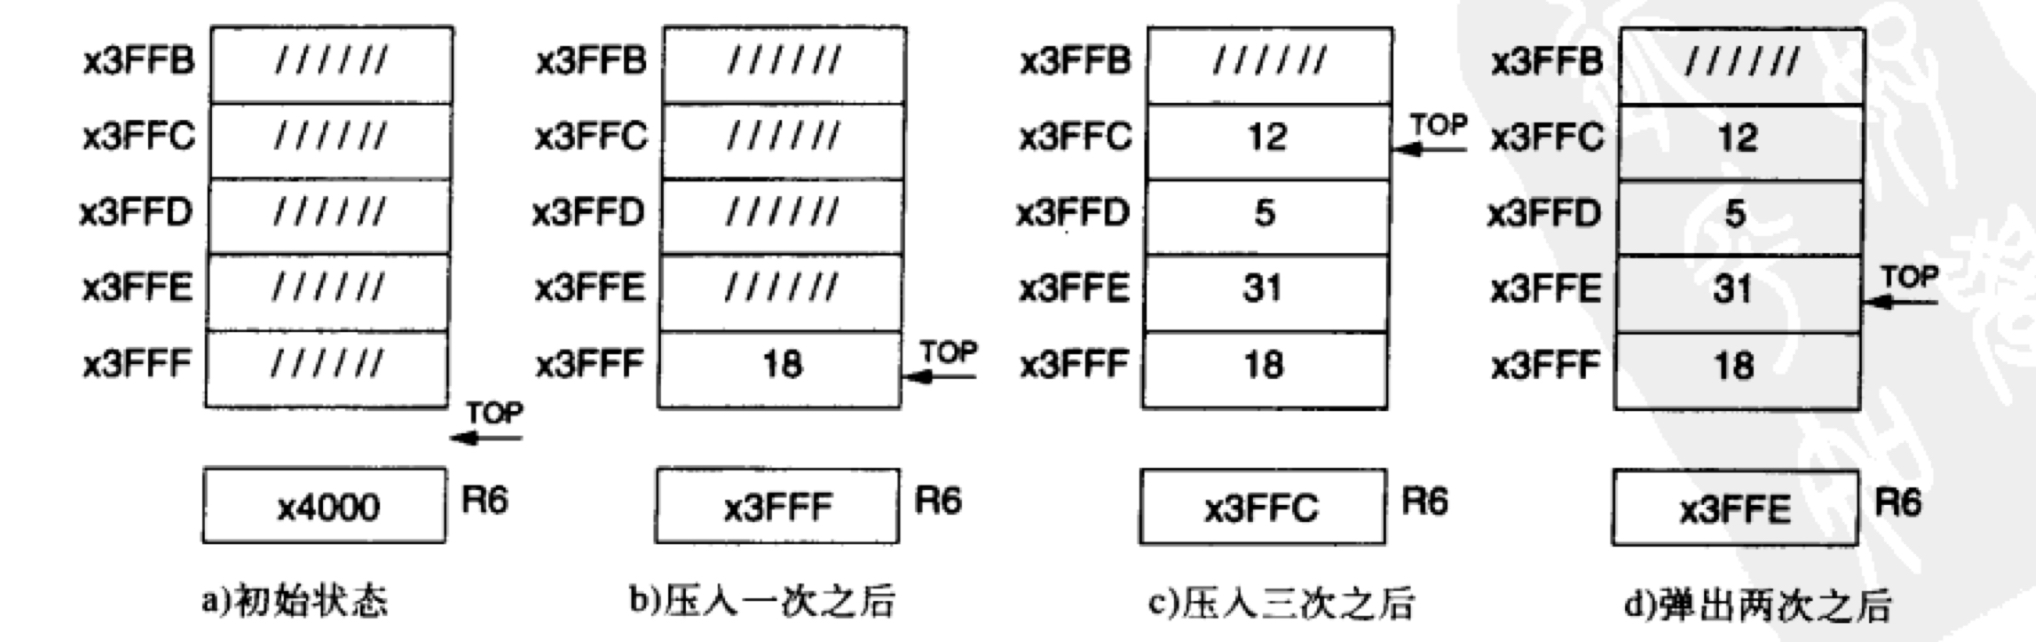 x3FFB ////// x3FFB ////// x3FFB ////// x3FFB //////
x3FFC ////// x3FFC ////// x3FFC 12 TOP x3FFC 12
x3FFD ////// x3FFD ////// x3FFD 5 x3FFD 5
x3FFE ////// x3FFE ////// x3FFE 31 x3FFE 31 TOP
x3FFF ////// x3FFF 18 TOP x3FFF 18 x3FFF 18
TOP
x4000 R6 x3FFF R6 x3FFC R6 x3FFE R6
a)初始状态 b)压入一次之后 c)压入三次之后 d)弹出两次之后